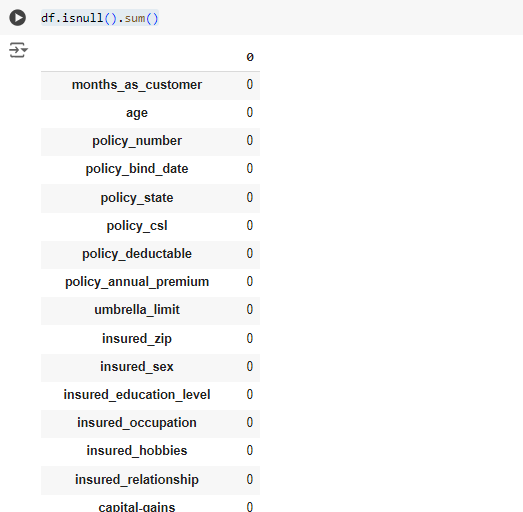 df.isnull().sum()
0
months_as_customer 0
age 0
policy_number 0
policy_bind_date 0
policy_state 0
policy_csl 0
policy_deductable 0
policy_annual_premium 0
umbrella_limit 0
insured_zip 0
insured_sex 0
insured_education_level 0
insured_occupation 0
insured_hobbies 0
insured_relationship 0
capital-gains 0